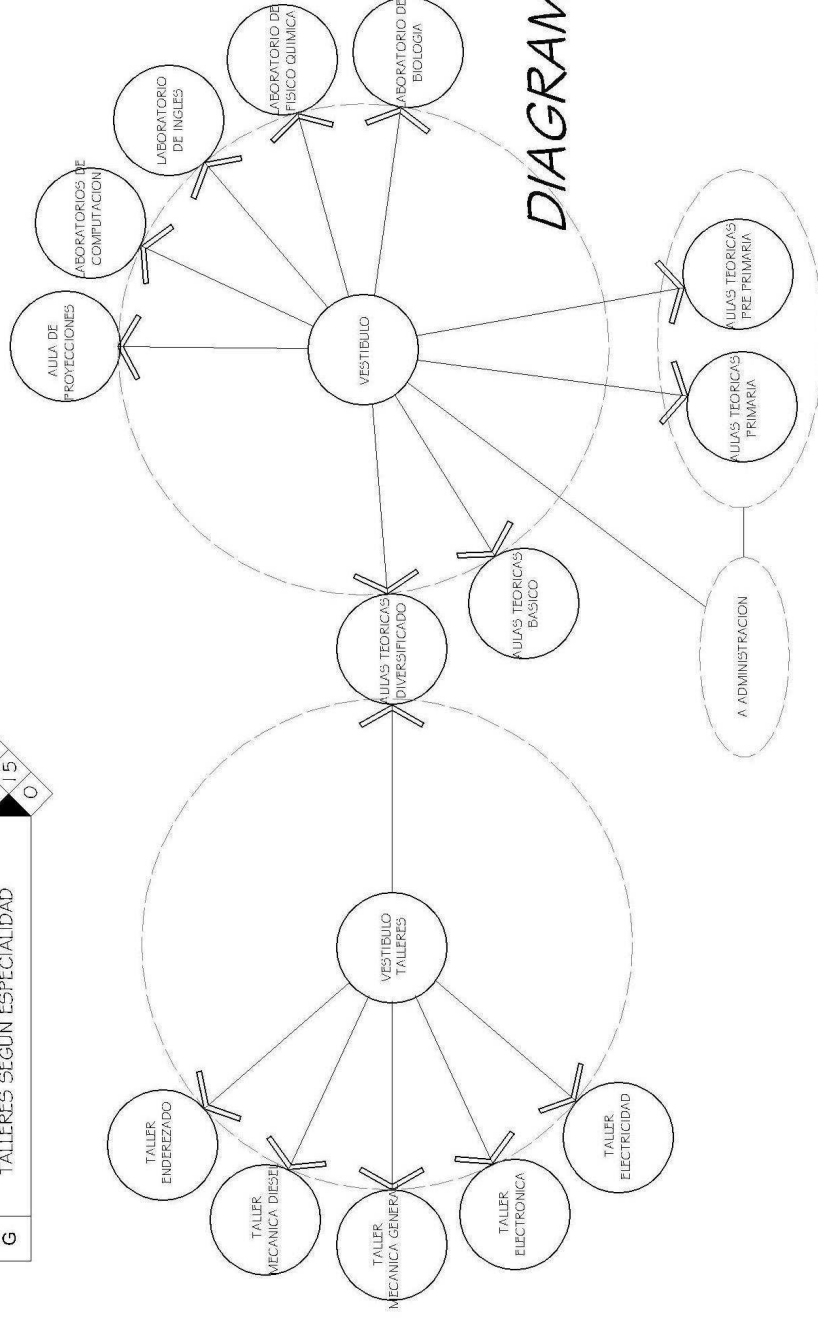 G
TALLERES SEGÚN ESPECIALIDAD
15
0
AULA DE
PROYECCIONES
LABORATORIOS DE
COMPUTACION
LABORATORIO
DE INGLES
LABORATORIO DE
FISICO QUIMICA
LABORATORIO DE
BIOLOGIA
VESTIBULO
DIAGRAM
AULAS TEORICAS
DIVERSIFICADO
AULAS TEORICAS
BASICO
AULAS TEORICAS
PRIMARIA
AULAS TEORICAS
PRE PRIMARIA
A ADMINISTRACION
VESTIBULO
TALLERES
TALLER
ENDEREZADO
TALLER
MECANICA DIESEL
TALLER
MECANICA GENERAL
TALLER
ELECTRONICA
TALLER
ELECTRICIDAD